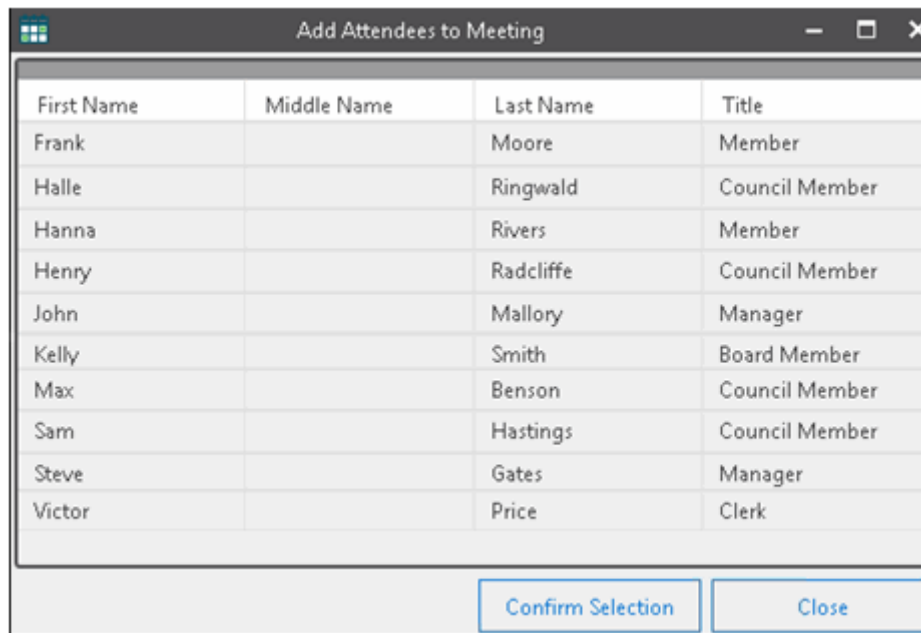 Add Attendees to Meeting
First Name Middle Name Last Name Title
Frank Moore Member
Halle Ringwald Council Member
Hanna Rivers Member
Henry Radcliffe Council Member
John Mallory Manager
Kelly Smith Board Member
Max Benson Council Member
Sam Hastings Council Member
Steve Gates Manager
Victor Price Clerk
Confirm Selection Close